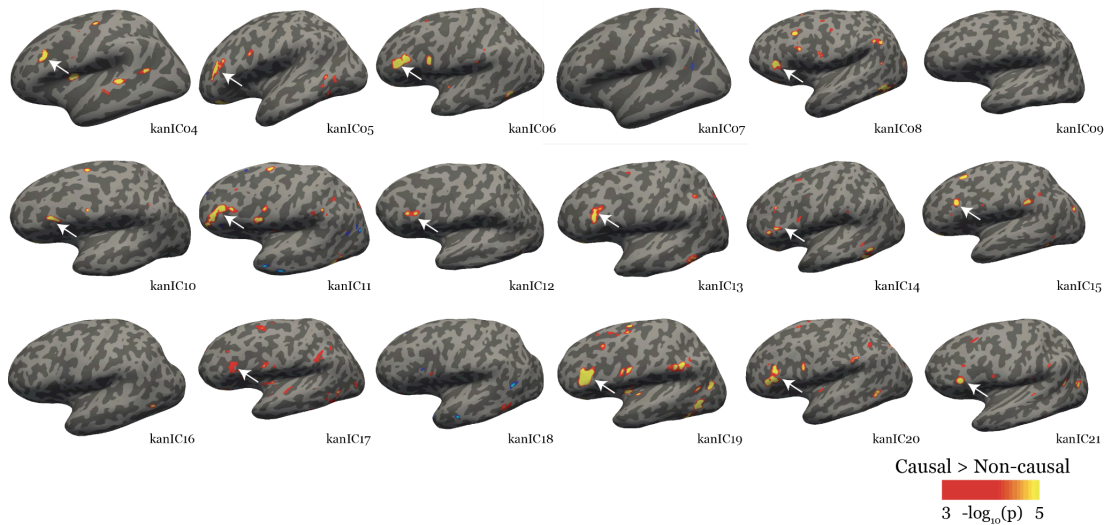 kanIC04
kanIC05
kanIC06
kanIC07
kanIC08
kanIC09
kanIC10
kanIC11
kanIC12
kanIC13
kanIC14
kanIC15
kanIC16
kanIC17
kanIC18
kanIC19
kanIC20
kanIC21
Causal > Non-causal
3 -log₁₀(p) 5